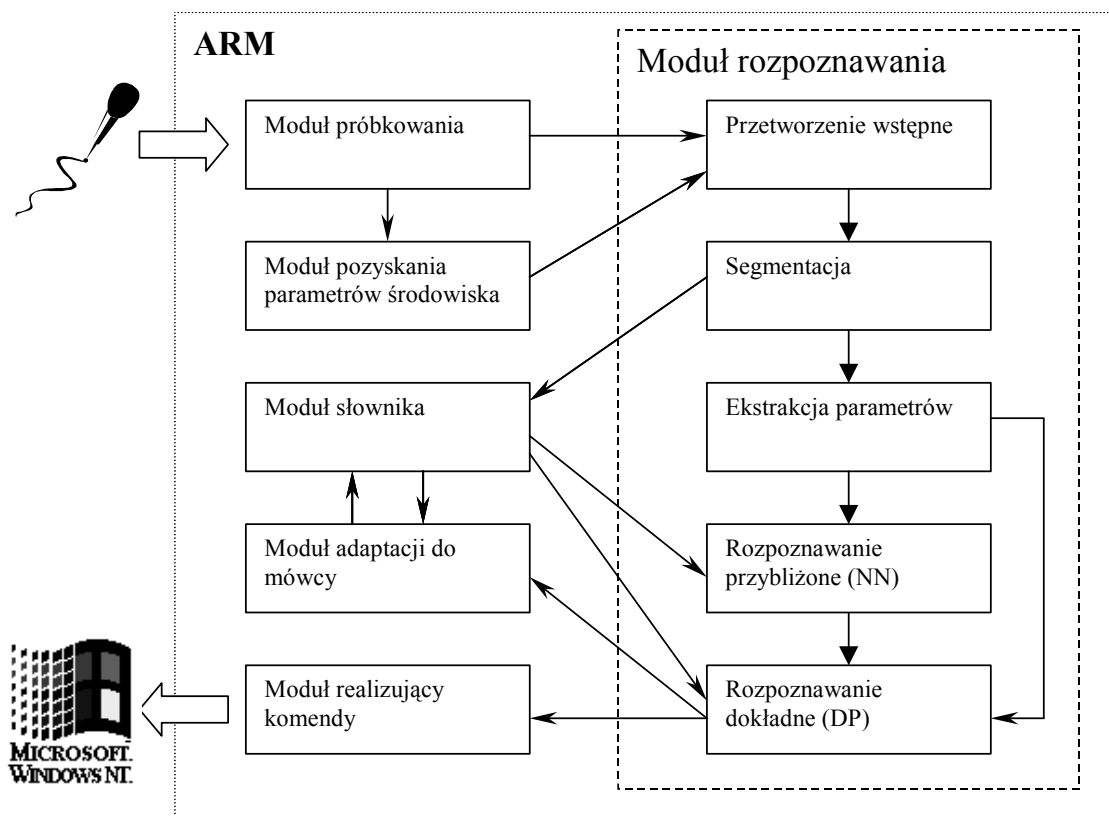 ARM
Moduł rozpoznawania
Moduł próbkowania
Przetworzenie wstępne
Moduł pozyskania
parametrów środowiska
Segmentacja
Moduł słownika
Ekstrakcja parametrów
Moduł adaptacji do
mówcy
Rozpoznawanie
przybliżone (NN)
Moduł realizujący
komendy
Rozpoznawanie
dokładne (DP)
MICROSOFT.
WINDOWS NT.